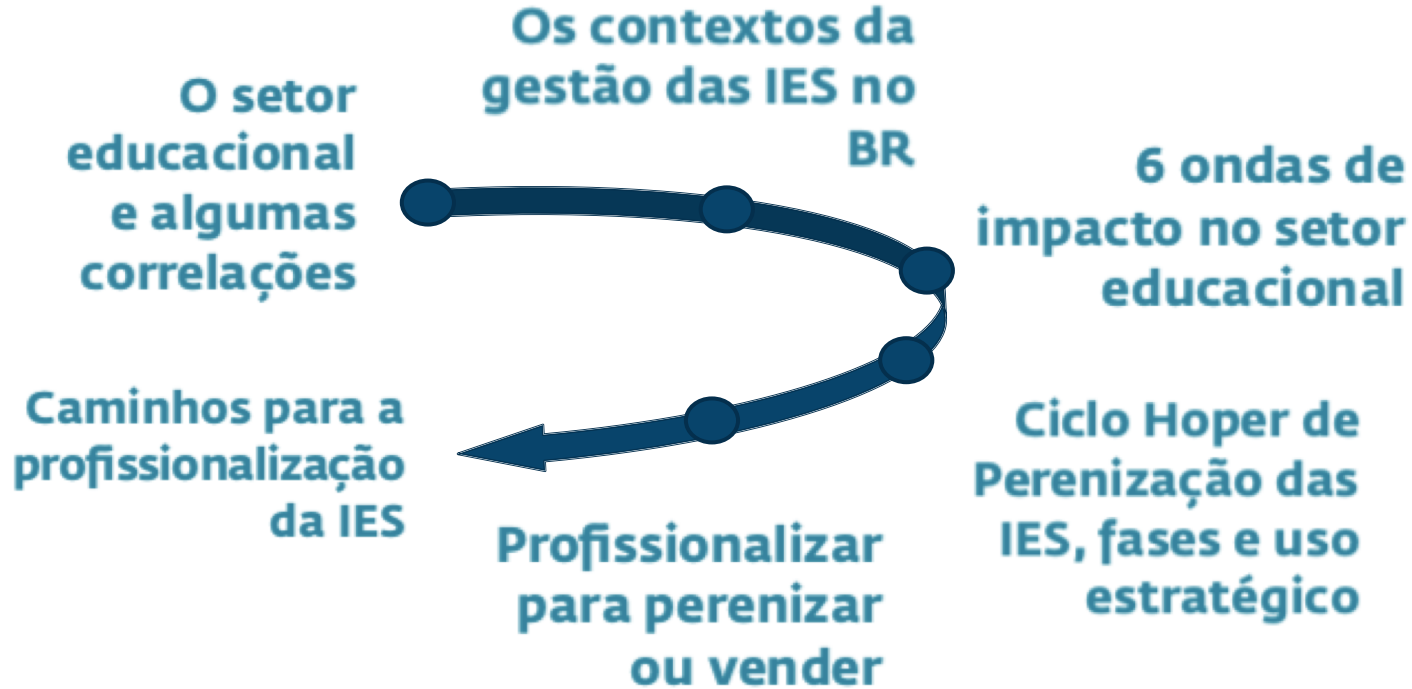 O setor
educacional
e algumas
correlações
Os contextos da
gestão das IES no
BR
6 ondas de
impacto no setor
educacional
Ciclo Hoper de
Perenização das
IES, fases e uso
estratégico
Profissionalizar
para perenizar
ou vender
Caminhos para a
profissionalização
da IES